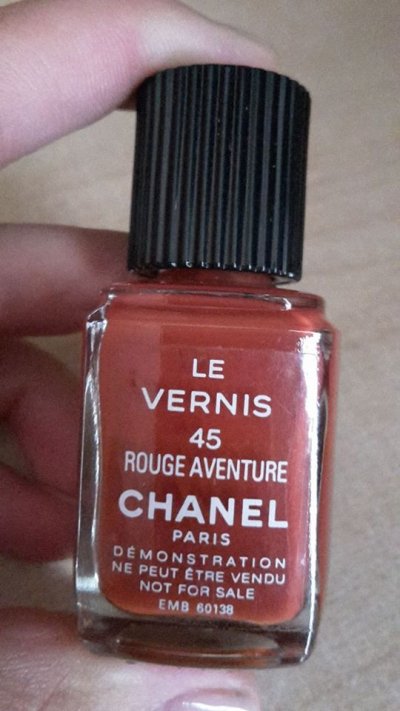 LE
VERNIS
45
ROUGE AVENTURE
CHANEL
PARIS
DÉMONSTRATION
NE PEUT ÊTRE VENDU
NOT FOR SALE
EMB 60138